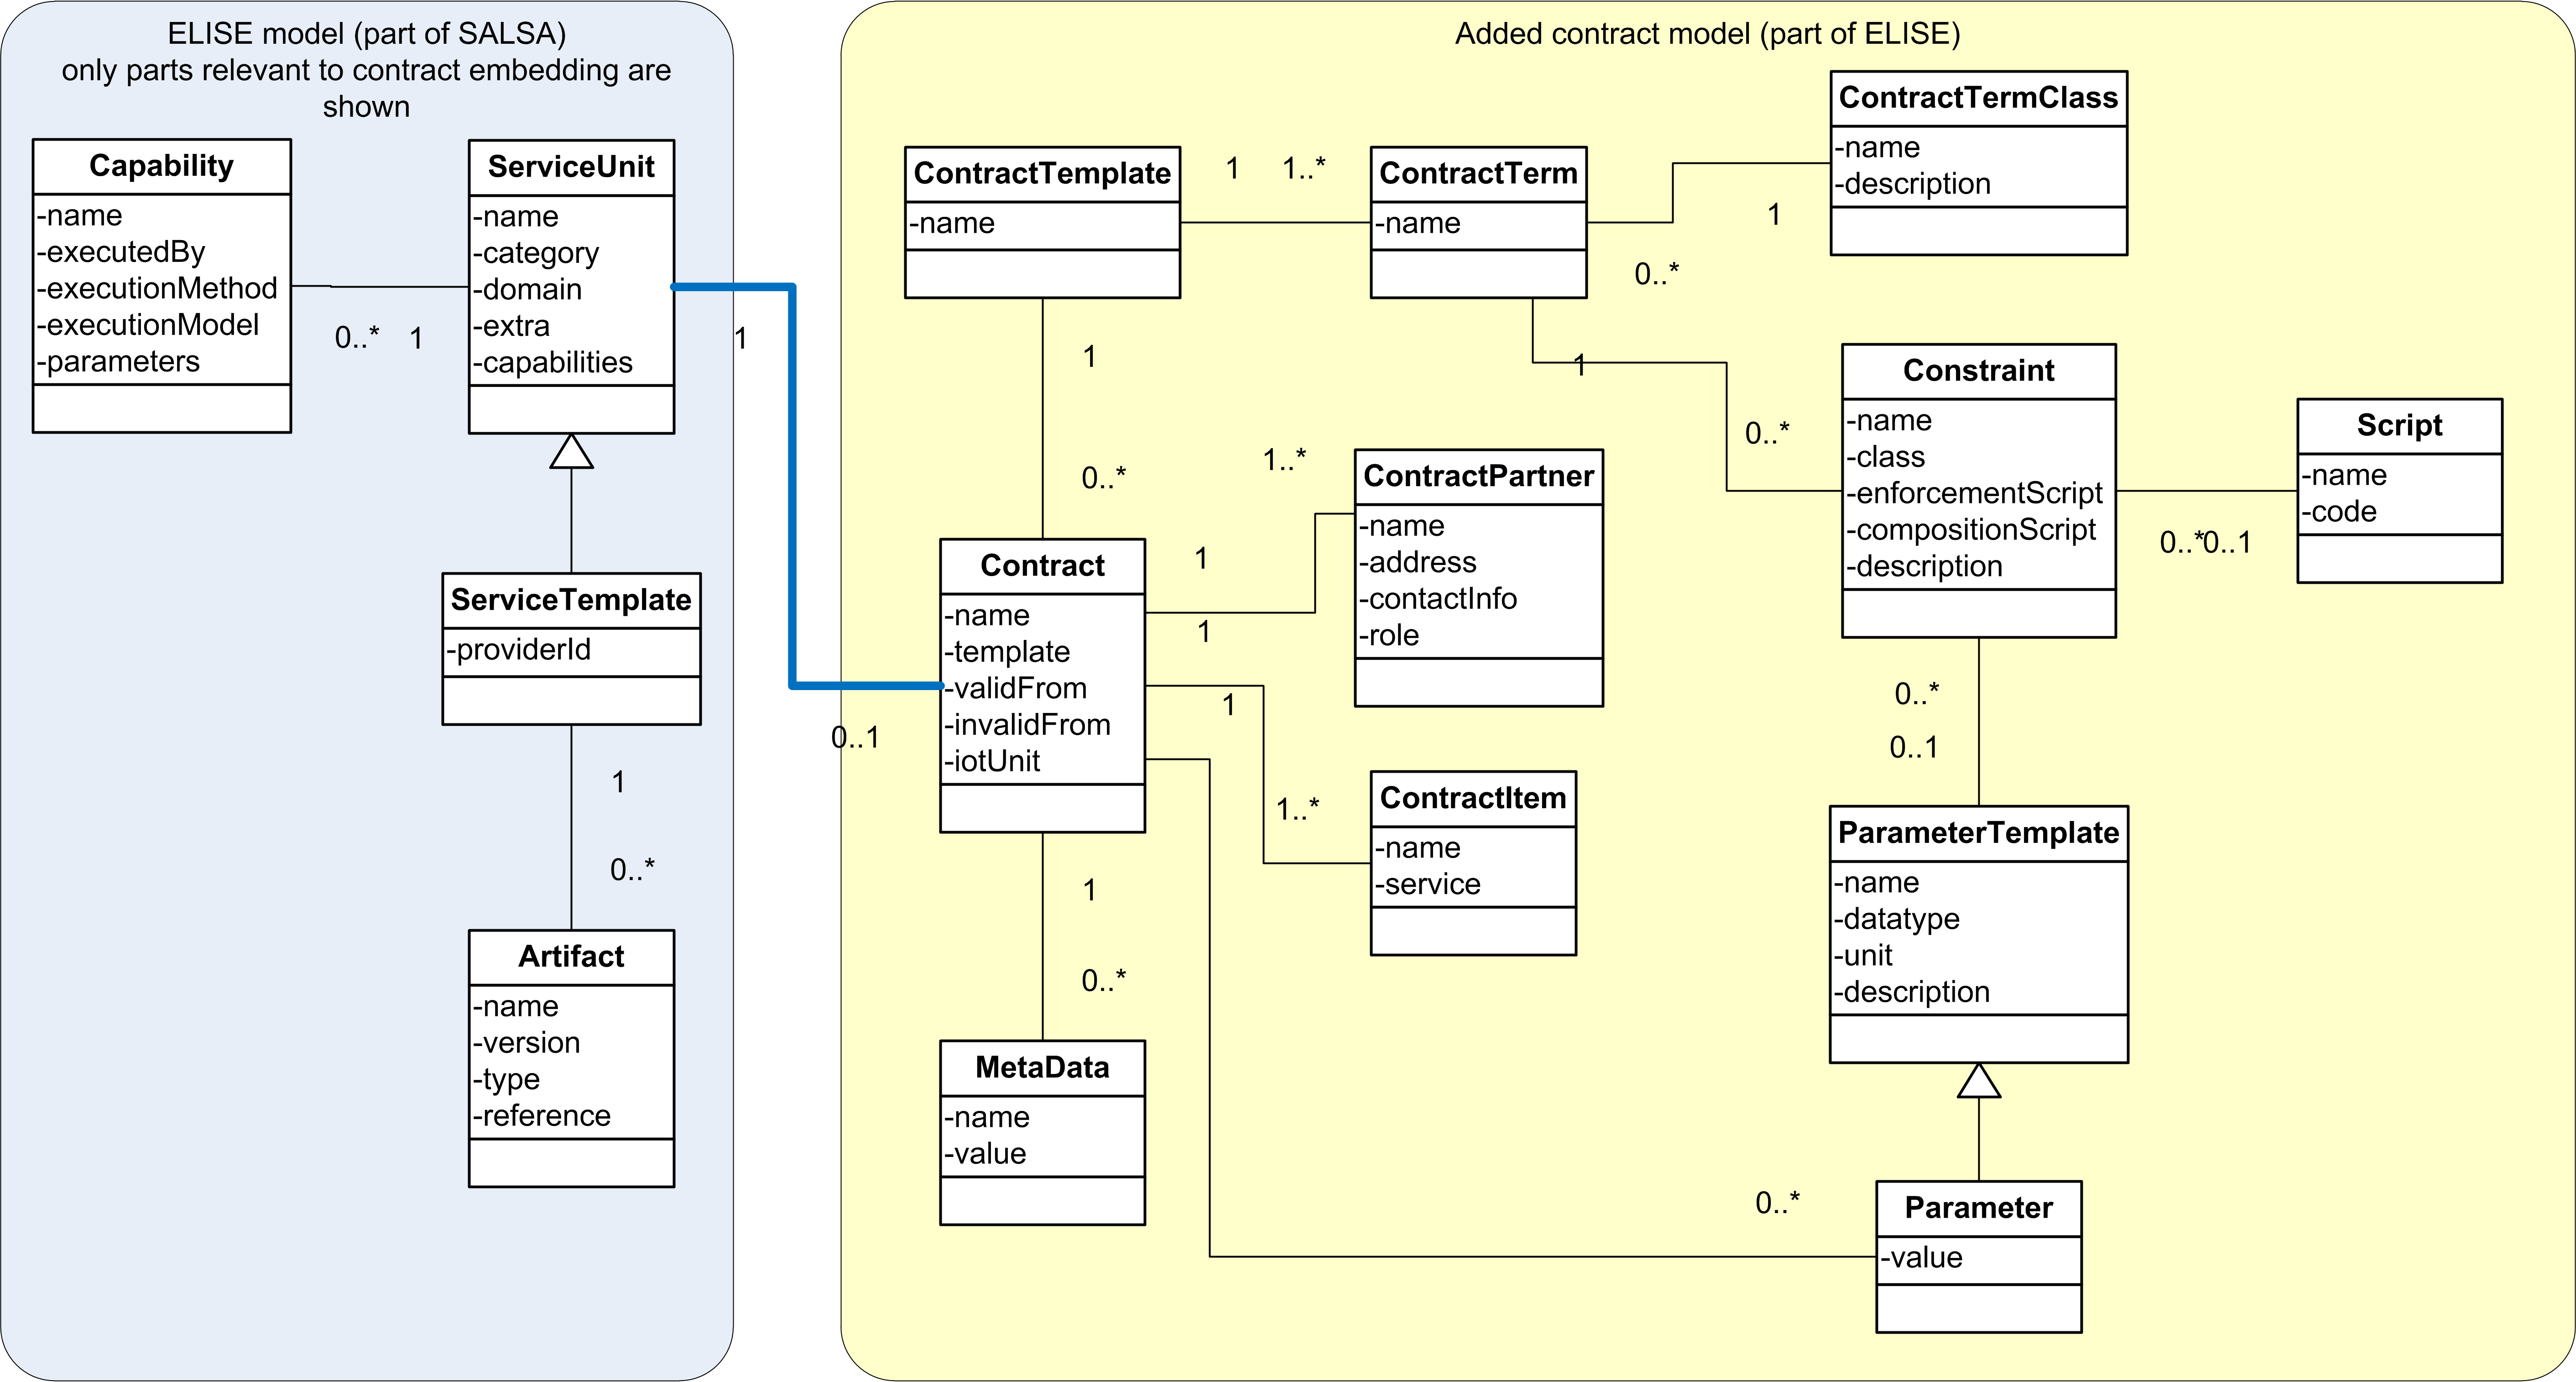 ELISE model (part of SALSA)
only parts relevant to contract embedding are
shown
Capability
-name
-executedBy
-executionMethod
-executionModel
-parameters
0..*
1
ServiceUnit
-name
-category
-domain
-extra
-capabilities
1
ServiceTemplate
-providerId
1
0..*
Artifact
-name
-version
-type
-reference
Added contract model (part of ELISE)
ContractTemplate
-name
1
1..*
ContractTerm
-name
ContractTermClass
-name
-description
1
0..*
1
0..*
1
0..*
Constraint
-name
-class
-enforcementScript
-compositionScript
-description
0..*
0..1
Script
-name
-code
1..*
1
ContractPartner
-name
-address
-contactInfo
-role
Contract
-name
-template
-validFrom
-invalidFrom
-iotUnit
0..1
1
1
1..*
ContractItem
-name
-service
0..*
0..1
ParameterTemplate
-name
-datatype
-unit
-description
1
0..*
MetaData
-name
-value
0..*
Parameter
-value